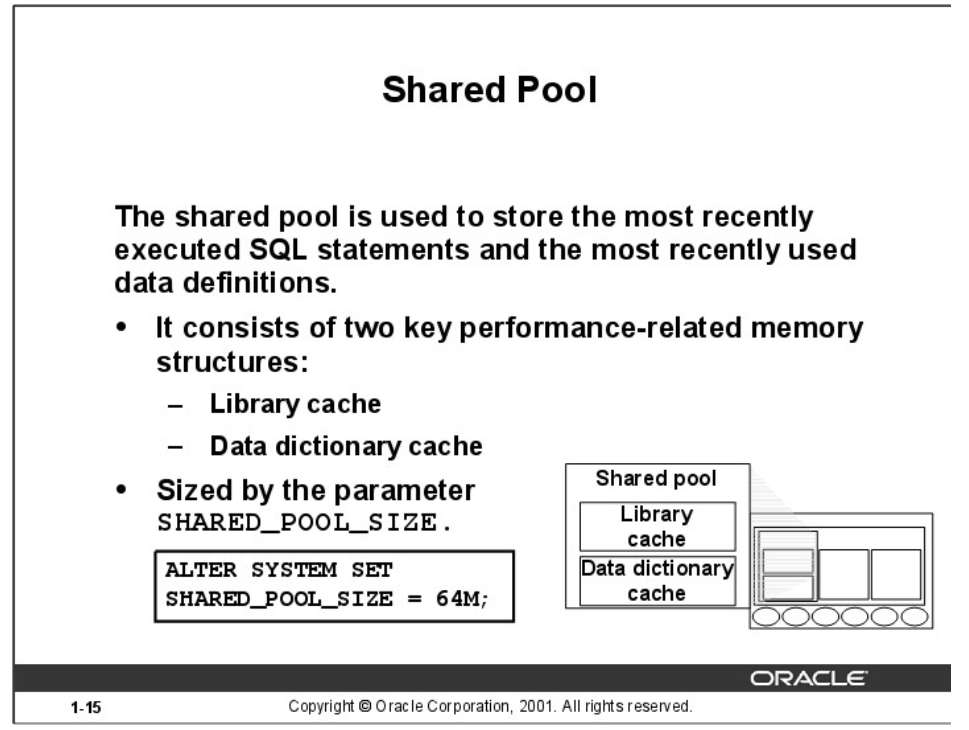 Shared Pool
The shared pool is used to store the most recently
executed SQL statements and the most recently used
data definitions.
• It consists of two key performance-related memory
structures:
– Library cache
– Data dictionary cache
• Sized by the parameter
SHARED_POOL_SIZE.
ALTER SYSTEM SET
SHARED_POOL_SIZE = 64M;
Shared pool
Library
cache
Data dictionary
cache
ORACLE
1-15
Copyright © Oracle Corporation, 2001. All rights reserved.